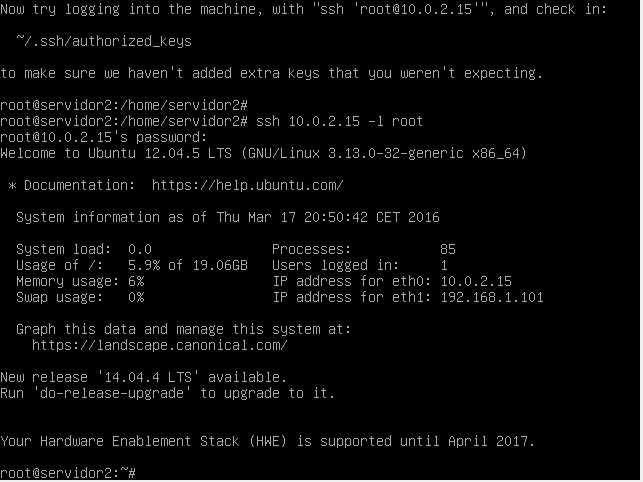 Now try logging into the machine, with "ssh 'root@10.0.2.15'", and check in:
~/.ssh/authorized_keys
to make sure we haven't added extra keys that you weren't expecting.
root@servidor2:/home/servidor2#
root@servidor2:/home/servidor2# ssh 10.0.2.15 -l root
root@10.0.2.15's password:
Welcome to Ubuntu 12.04.5 LTS (GNU/Linux 3.13.0-32-generic x86_64)
* Documentation:  https://help.ubuntu.com/
System information as of Thu Mar 17 20:50:42 CET 2016
System load:  0.0               Processes:           85
Usage of /:   5.9% of 19.06GB   Users logged in:     1
Memory usage: 6%                IP address for eth0: 10.0.2.15
Swap usage:   0%                IP address for eth1: 192.168.1.101
Graph this data and manage this system at:
https://landscape.canonical.com/
New release '14.04.4 LTS' available.
Run 'do-release-upgrade' to upgrade to it.
Your Hardware Enablement Stack (HWE) is supported until April 2017.
root@servidor2:~#